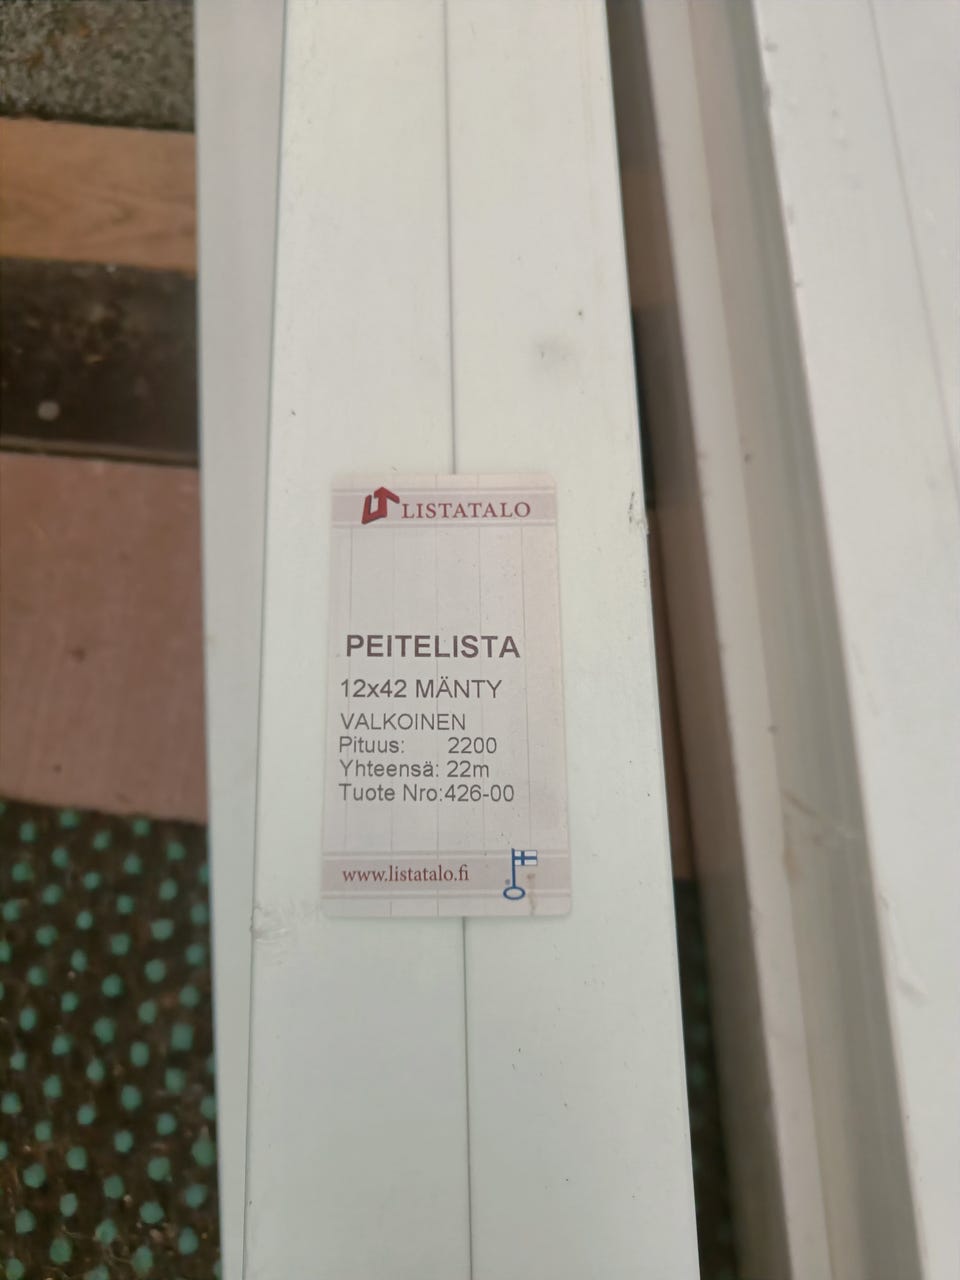 LISTATALO
PEITELISTA
12x42 MÄNTY
VALKOINEN
Pituus: 2200
Yhteensä: 22m
Tuote Nro:426-00
www.listatalo.fi